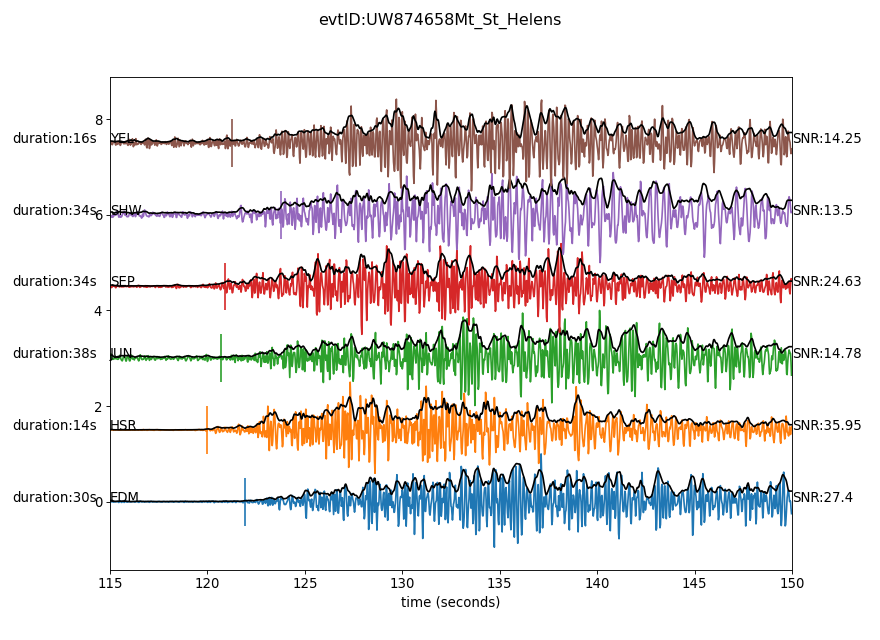 evtID:UW874658Mt_St_Helens
8
duration:16s YEL SNR:14.25
duration:34s SHW SNR:13.5
6
duration:34s SEP SNR:24.63
4
duration:38s JUN SNR:14.78
2
duration:14s HSR SNR:35.95
duration:30s EDM SNR:27.4
0
115 120 125 130 135 140 145 150
time (seconds)